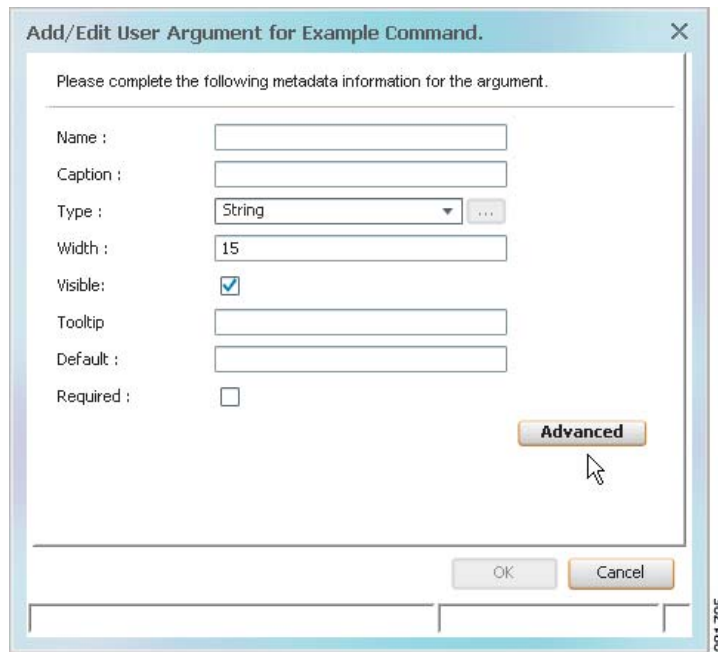 Add/Edit User Argument for Example Command.
Please complete the following metadata information for the argument.
Name :
Caption :
Type : String ...
Width : 15
Visible:
Tooltip
Default :
Required :
Advanced
OK Cancel